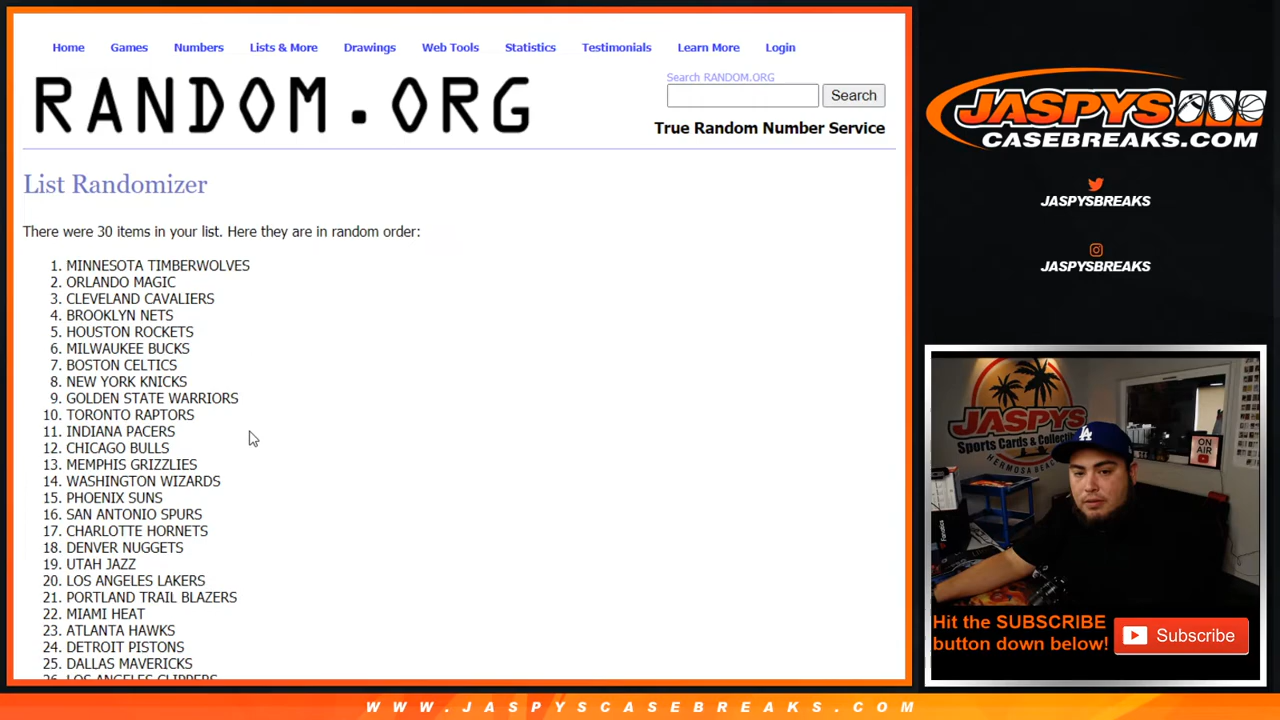 Home Games Numbers Lists & More Drawings Web Tools Statistics Testimonials Learn More Login
RANDOM.ORG
Search RANDOM.ORG
Search
True Random Number Service
List Randomizer
There were 30 items in your list. Here they are in random order:
1. MINNESOTA TIMBERWOLVES
2. ORLANDO MAGIC
3. CLEVELAND CAVALIERS
4. BROOKLYN NETS
5. HOUSTON ROCKETS
6. MILWAUKEE BUCKS
7. BOSTON CELTICS
8. NEW YORK KNICKS
9. GOLDEN STATE WARRIORS
10. TORONTO RAPTORS
11. INDIANA PACERS
12. CHICAGO BULLS
13. MEMPHIS GRIZZLIES
14. WASHINGTON WIZARDS
15. PHOENIX SUNS
16. SAN ANTONIO SPURS
17. CHARLOTTE HORNETS
18. DENVER NUGGETS
19. UTAH JAZZ
20. LOS ANGELES LAKERS
21. PORTLAND TRAIL BLAZERS
22. MIAMI HEAT
23. ATLANTA HAWKS
24. DETROIT PISTONS
25. DALLAS MAVERICKS
26. LOS ANGELES CLIPPERS
JASPYS
CASEBREAKS.COM
JASPYSBREAKS
JASPYSBREAKS
JASPYS
Sports Cards & Collectib
HERMOSA BEAC
ON
AIR
Fanatics
LA
Hit the SUBSCRIBE
button down below!
Subscribe
WWW.JASPYSCASEBREAKS.COM